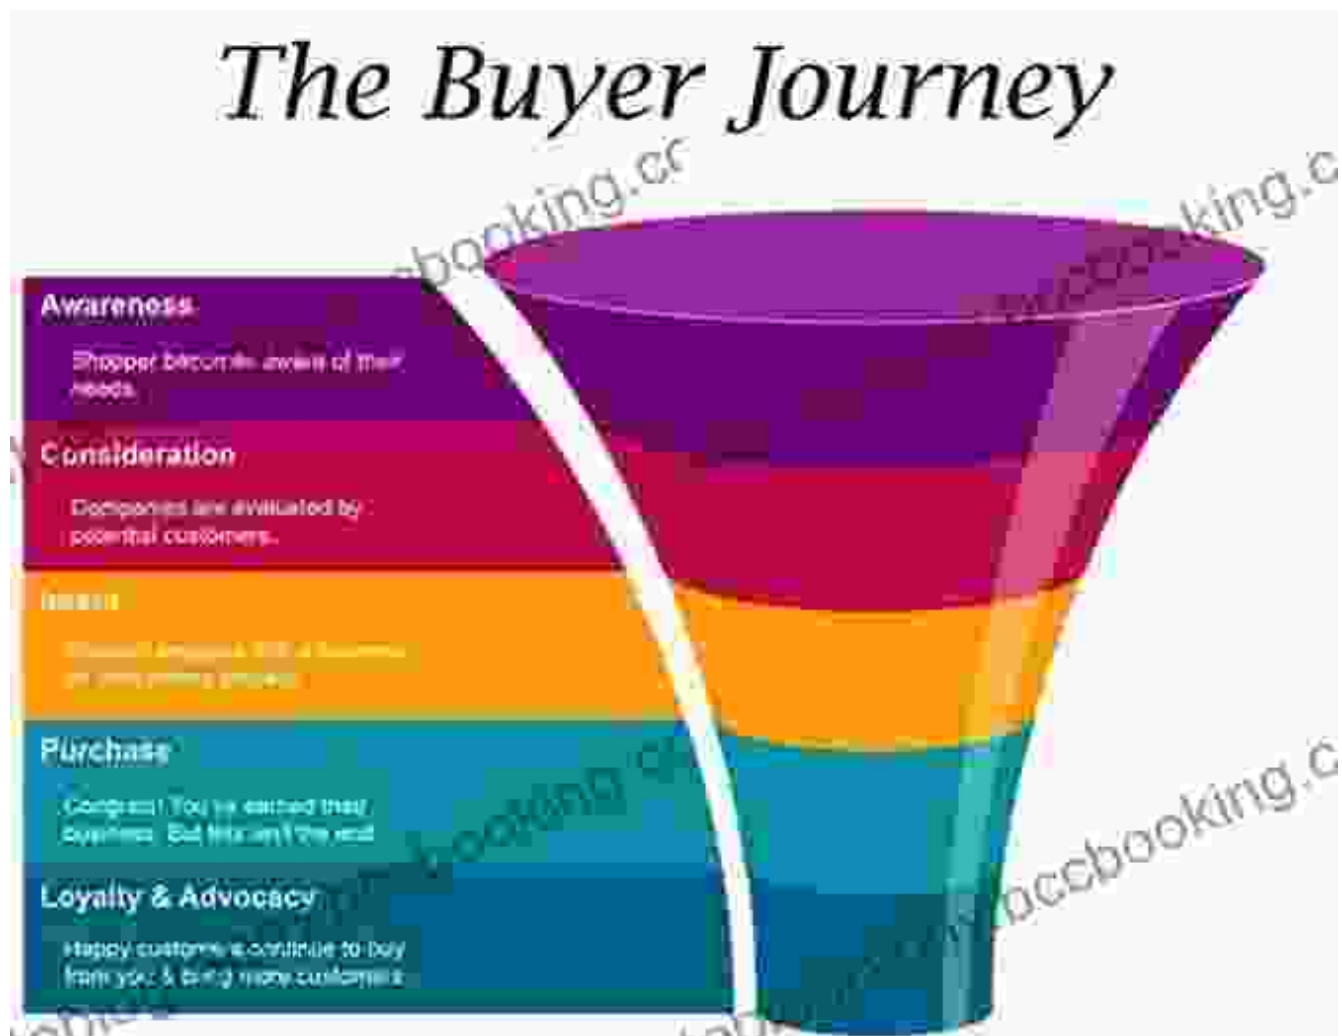 The Buyer Journey
Awareness
Shopper becomes aware of their
needs.
Consideration
Companies are evaluated by
potential customers.
Purchase
Congrats! You've earned their
business. But this isn't the end
Loyalty & Advocacy
Happy customers continue to buy
from you & bring more customers